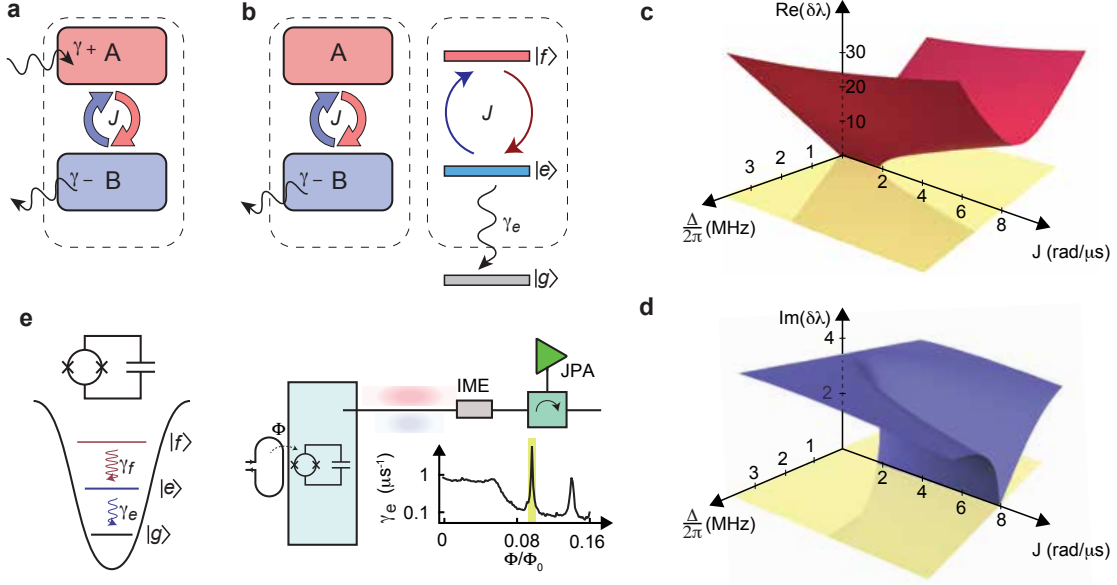 a
γ + A
J
γ – B
b
A
J
γ – B
|f⟩
J
|e⟩
γe
|g⟩
c
Re(δλ)
30
20
10
3 2 1
2 4 6 8
Δ/2π (MHz)
J (rad/μs)
d
Im(δλ)
4
2
3 2 1
2 4 6 8
Δ/2π (MHz)
J (rad/μs)
e
|f⟩
γf
|e⟩
γe
|g⟩
Φ
IME
JPA
γe (μs⁻¹)
1
0.1
0 0.08 0.16
Φ/Φ0